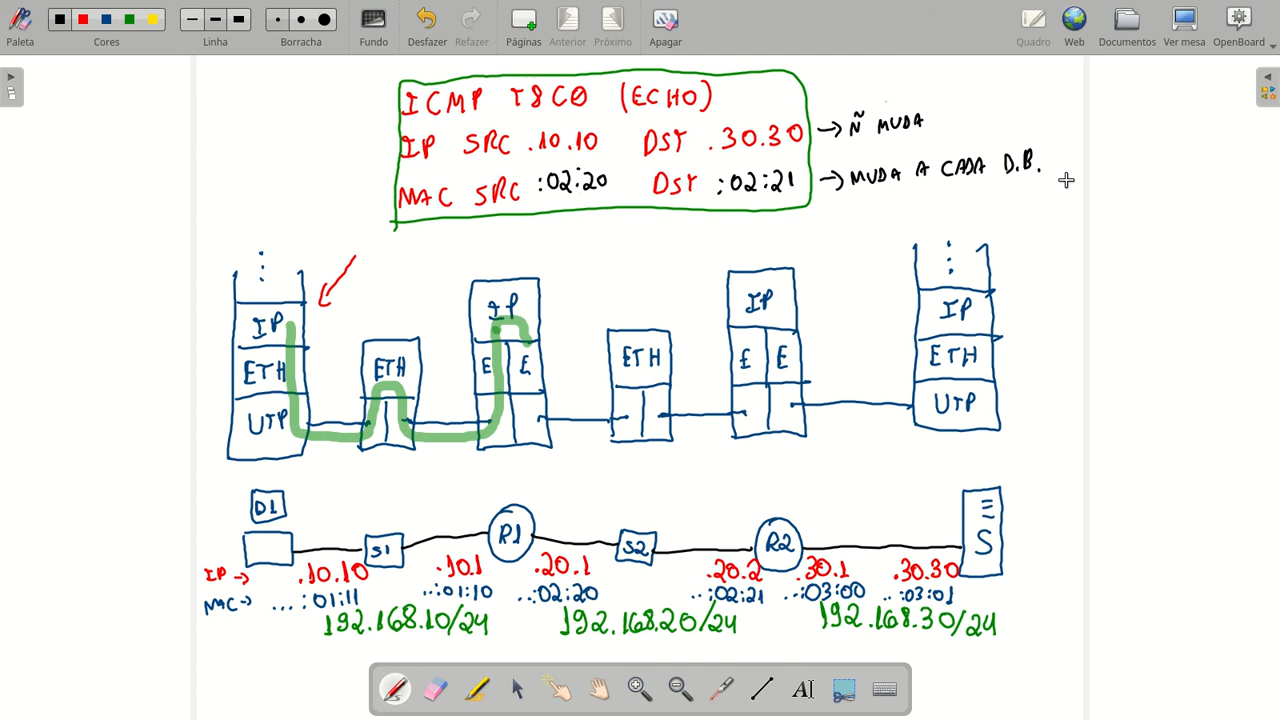 Paleta Cores Linha Borracha Fundo Desfazer Refazer Páginas Anterior Próximo Apagar Quadro Web Documentos Ver mesa OpenBoard
ICMP T8C0 (ECHO)
IP SRC .10.10 DST .30.30 → Ñ MUDA
MAC SRC :02:20 DST :02:21 → MUDA A CADA D.B.
IP
ETH
UTP
ETH
IP
E E
ETH
IP
E E
IP
ETH
UTP
D1
S1
R1
S2
R2
S
IP → .10.10 .10.1 .20.1 .20.2 .30.1 .30.30
MAC → ...:01:11 ..:01:10 ..:02:20 ..:02:21 ..:03:00 ..:03:01
192.168.10/24 192.168.20/24 192.168.30/24
AI